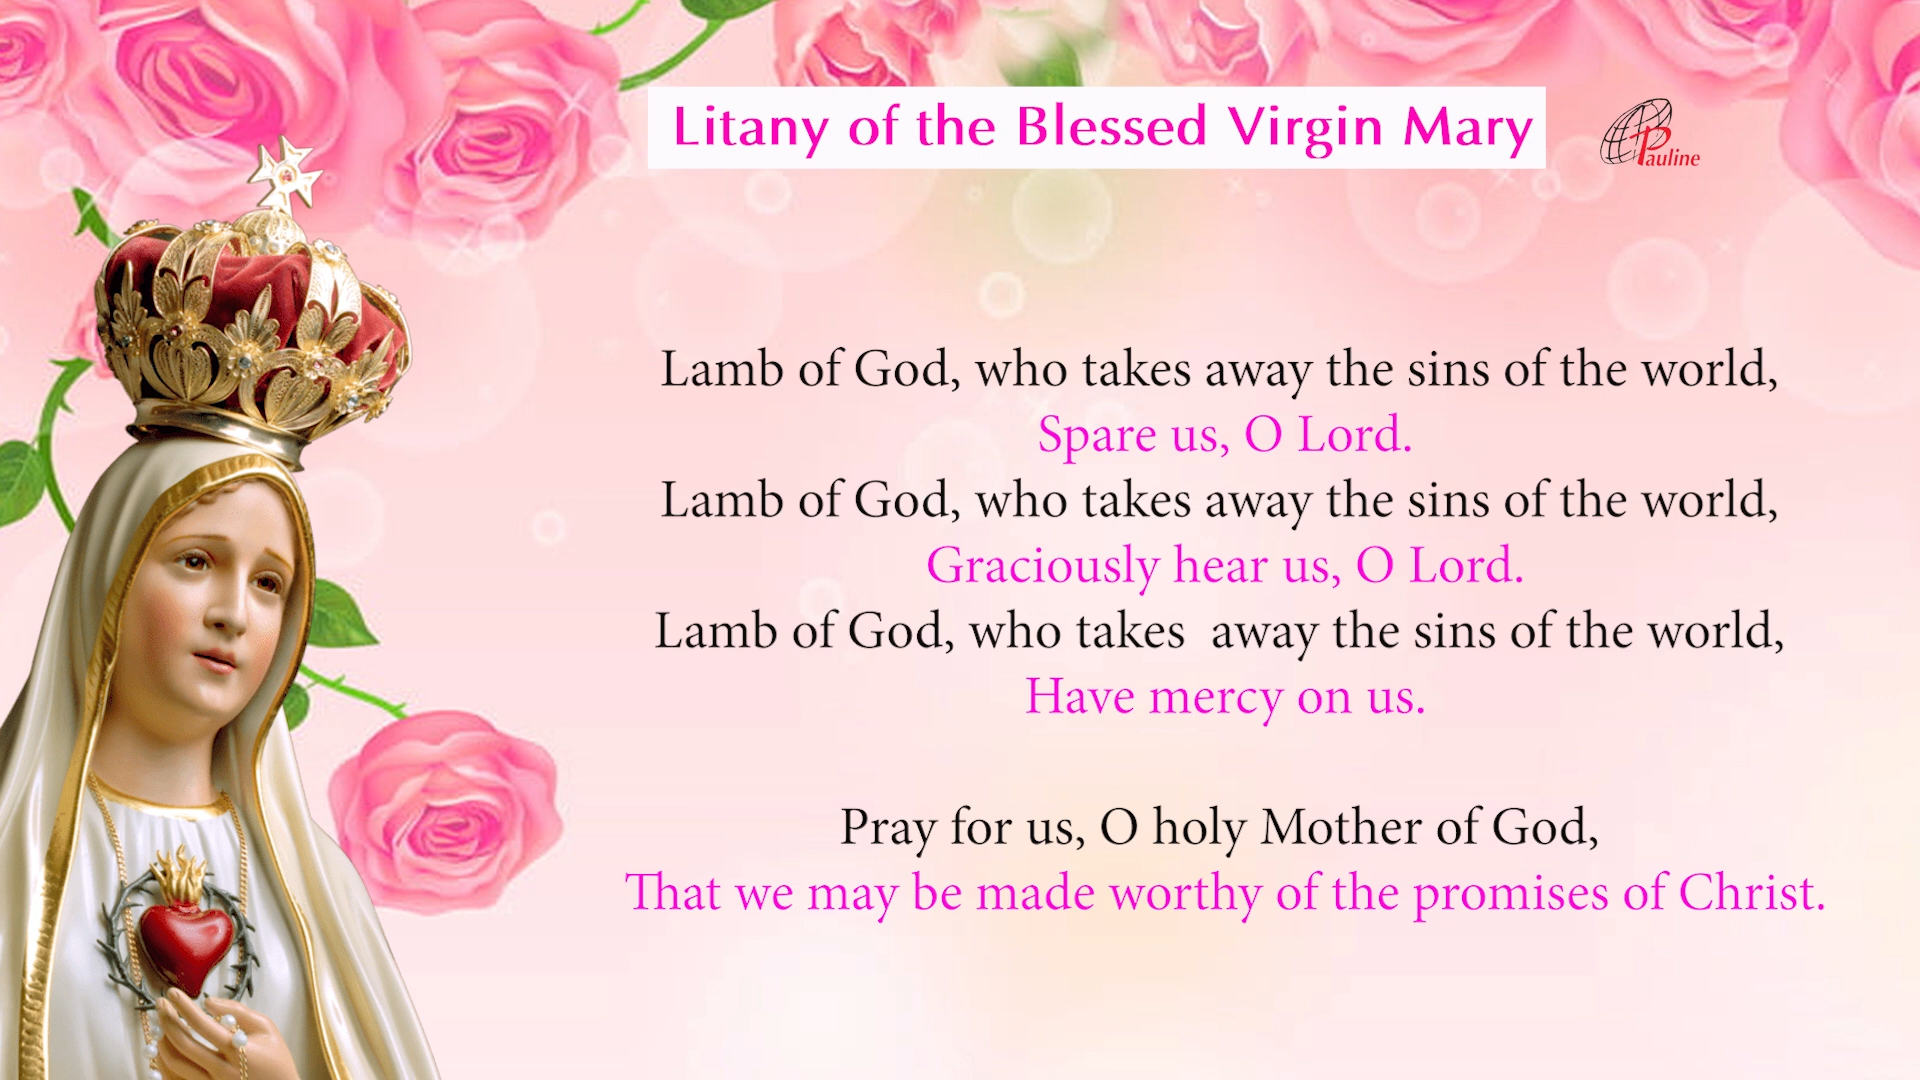 Litany of the Blessed Virgin Mary
Pauline
Lamb of God, who takes away the sins of the world,
Spare us, O Lord.
Lamb of God, who takes away the sins of the world,
Graciously hear us, O Lord.
Lamb of God, who takes  away the sins of the world,
Have mercy on us.
Pray for us, O holy Mother of God,
That we may be made worthy of the promises of Christ.